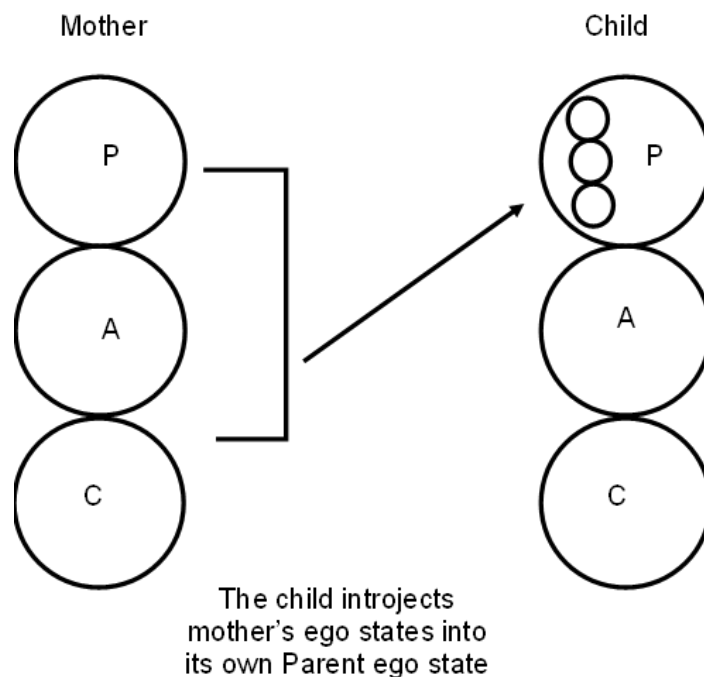 Mother
Child
P
P
A
A
C
C
The child introjects
mother's ego states into
its own Parent ego state